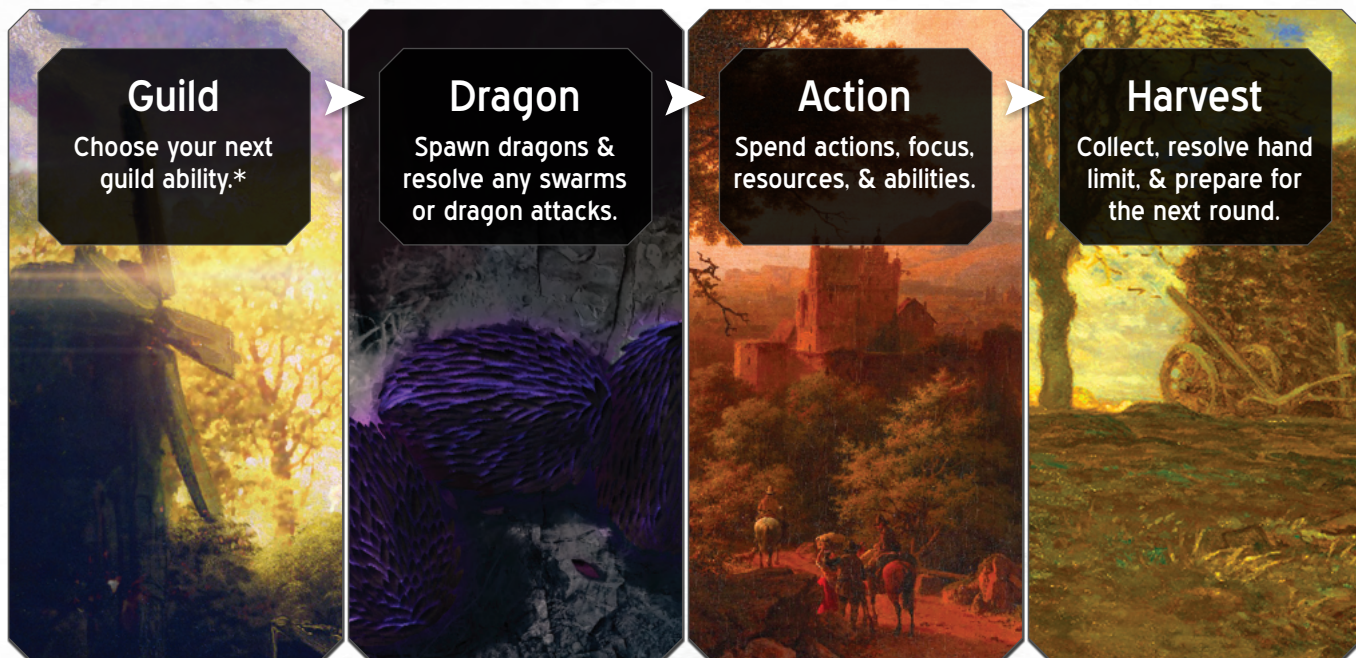 Guild
Choose your next
guild ability.*
Dragon
Spawn dragons &
resolve any swarms
or dragon attacks.
Action
Spend actions, focus,
resources, & abilities.
Harvest
Collect, resolve hand
limit, & prepare for
the next round.